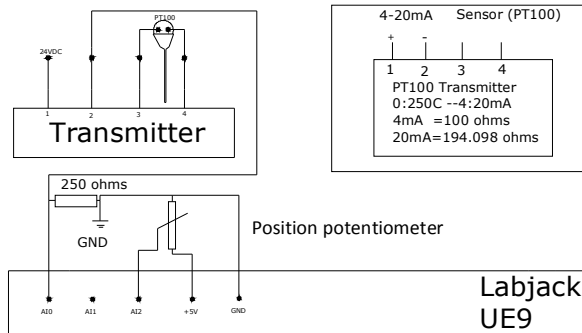 PT100
24VDC
1 2 3 4
Transmitter
4-20mA Sensor (PT100)
+ -
1 2 3 4
PT100 Transmitter
0:250C --4:20mA
4mA =100 ohms
20mA=194.098 ohms
250 ohms
GND
Position potentiometer
AI0 AI1 AI2 +5V GND
Labjack
UE9